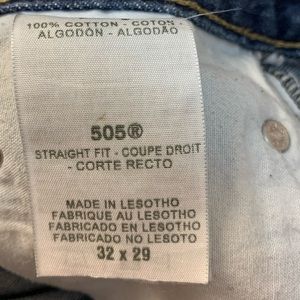 100% COTTON - COTON -
ALGODÓN - ALGODÃO
505®
STRAIGHT FIT - COUPE DROIT
- CORTE RECTO
MADE IN LESOTHO
FABRIQUE AU LESOTHO
FABRICADO EN LESOTHO
FABRICADO NO LESOTO
32 x 29